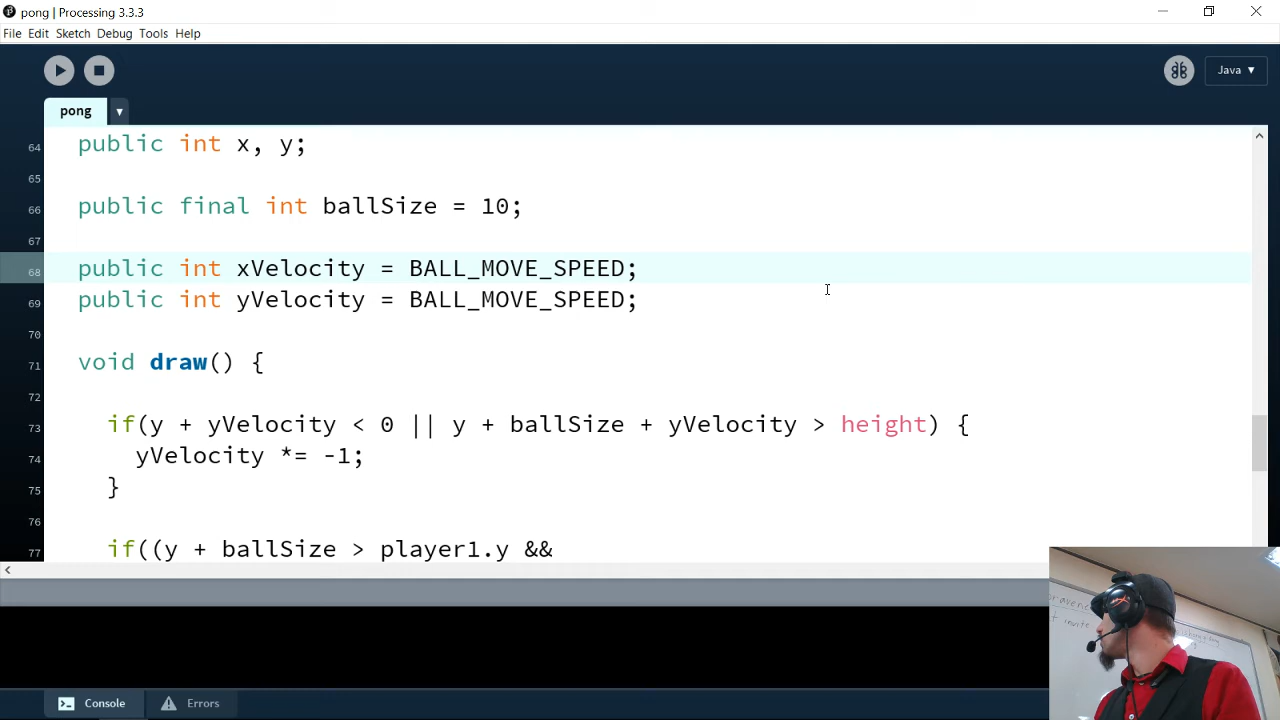 pong | Processing 3.3.3
File Edit Sketch Debug Tools Help
Java ▼
pong ▼
64 public int x, y;
65
66 public final int ballSize = 10;
67
68 public int xVelocity = BALL_MOVE_SPEED;
69 public int yVelocity = BALL_MOVE_SPEED;
70
71 void draw() {
72
73 if(y + yVelocity < 0 || y + ballSize + yVelocity > height) {
74 yVelocity *= -1;
75 }
76
77 if((y + ballSize > player1.y &&
Console Errors